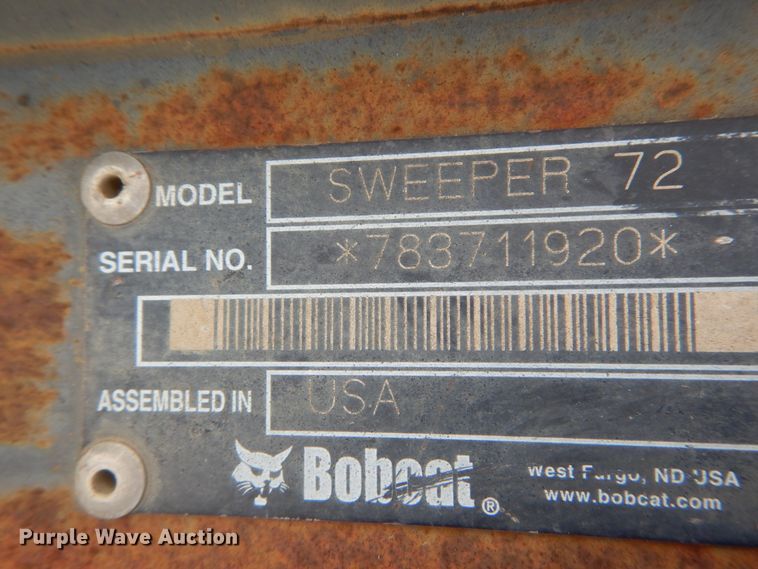 MODEL SWEEPER 72
SERIAL NO. *783711920*
ASSEMBLED IN USA
Bobcat®
West Fargo, ND USA
www.bobcat.com
Purple Wave Auction